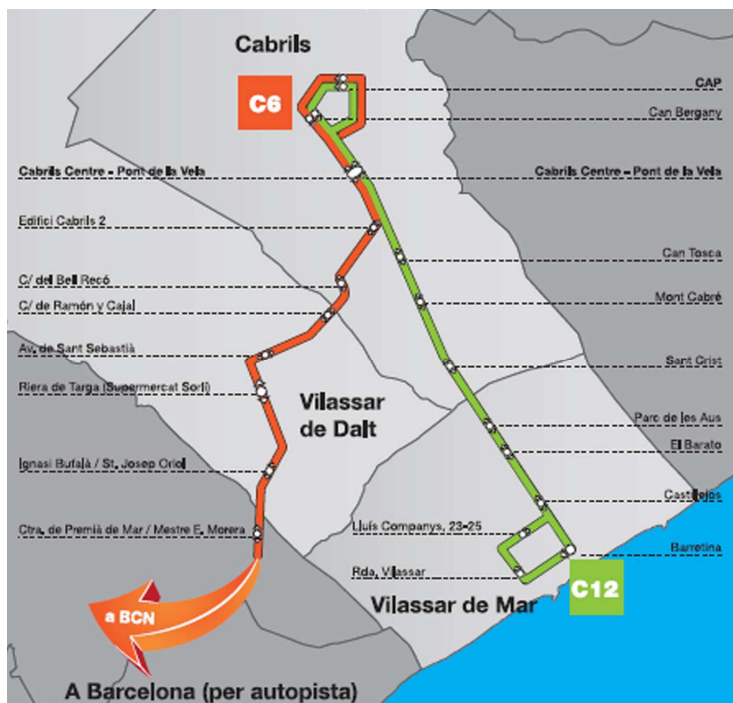 Cabrils
C6
CAP
Can Bergany
Cabrils Centre - Pont de la Vela
Cabrils Centre - Pont de la Vela
Edifici Cabrils 2
Can Tosca
C/ del Bell Recó
Mont Cabré
C/ de Ramón y Cajal
Av. de Sant Sebastià
Sant Crist
Riera de Targa (Supermercat Sorli)
Vilassar
de Dalt
Parc de les Aus
El Barato
Ignasi Bufalà / St. Josep Oriol
Castillejos
Ctra. de Premià de Mar / Mestre E. Morera
Lluís Companys, 23-25
Barretina
Rda. Vilassar
C12
Vilassar de Mar
a BCN
A Barcelona (per autopista)